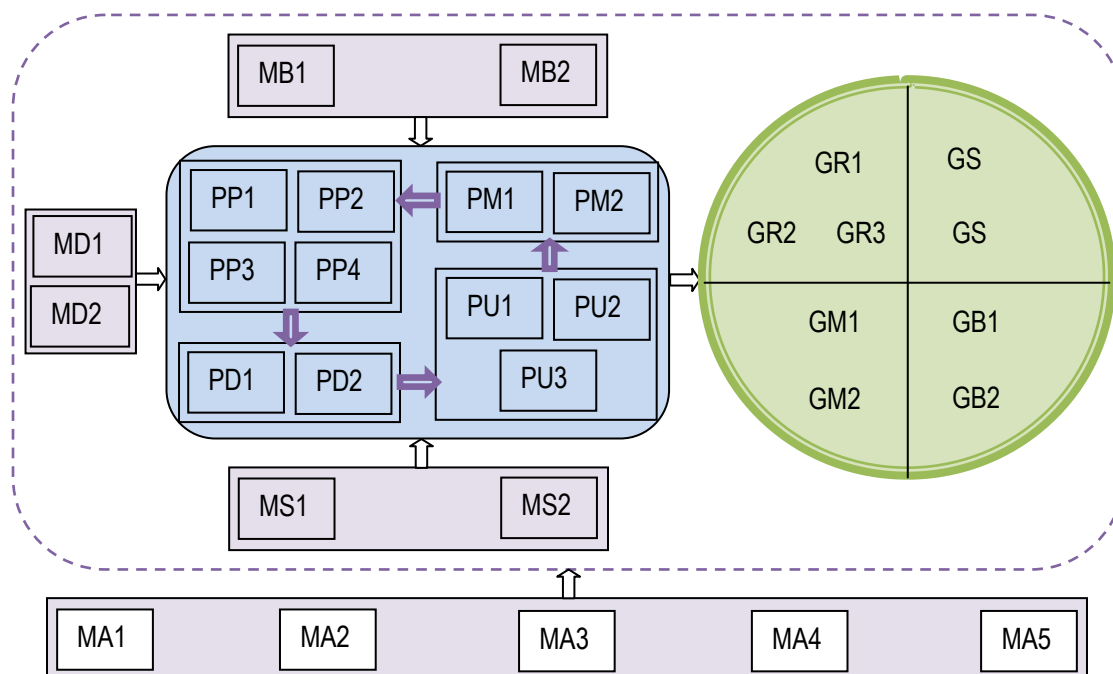 MB1 MB2
PP1 PP2 PM1 PM2
PP3 PP4
MD1
MD2
PU1 PU2
PU3
PD1 PD2
GR1 GS
GR2 GR3 GS
GM1 GB1
GM2 GB2
MS1 MS2
MA1 MA2 MA3 MA4 MA5